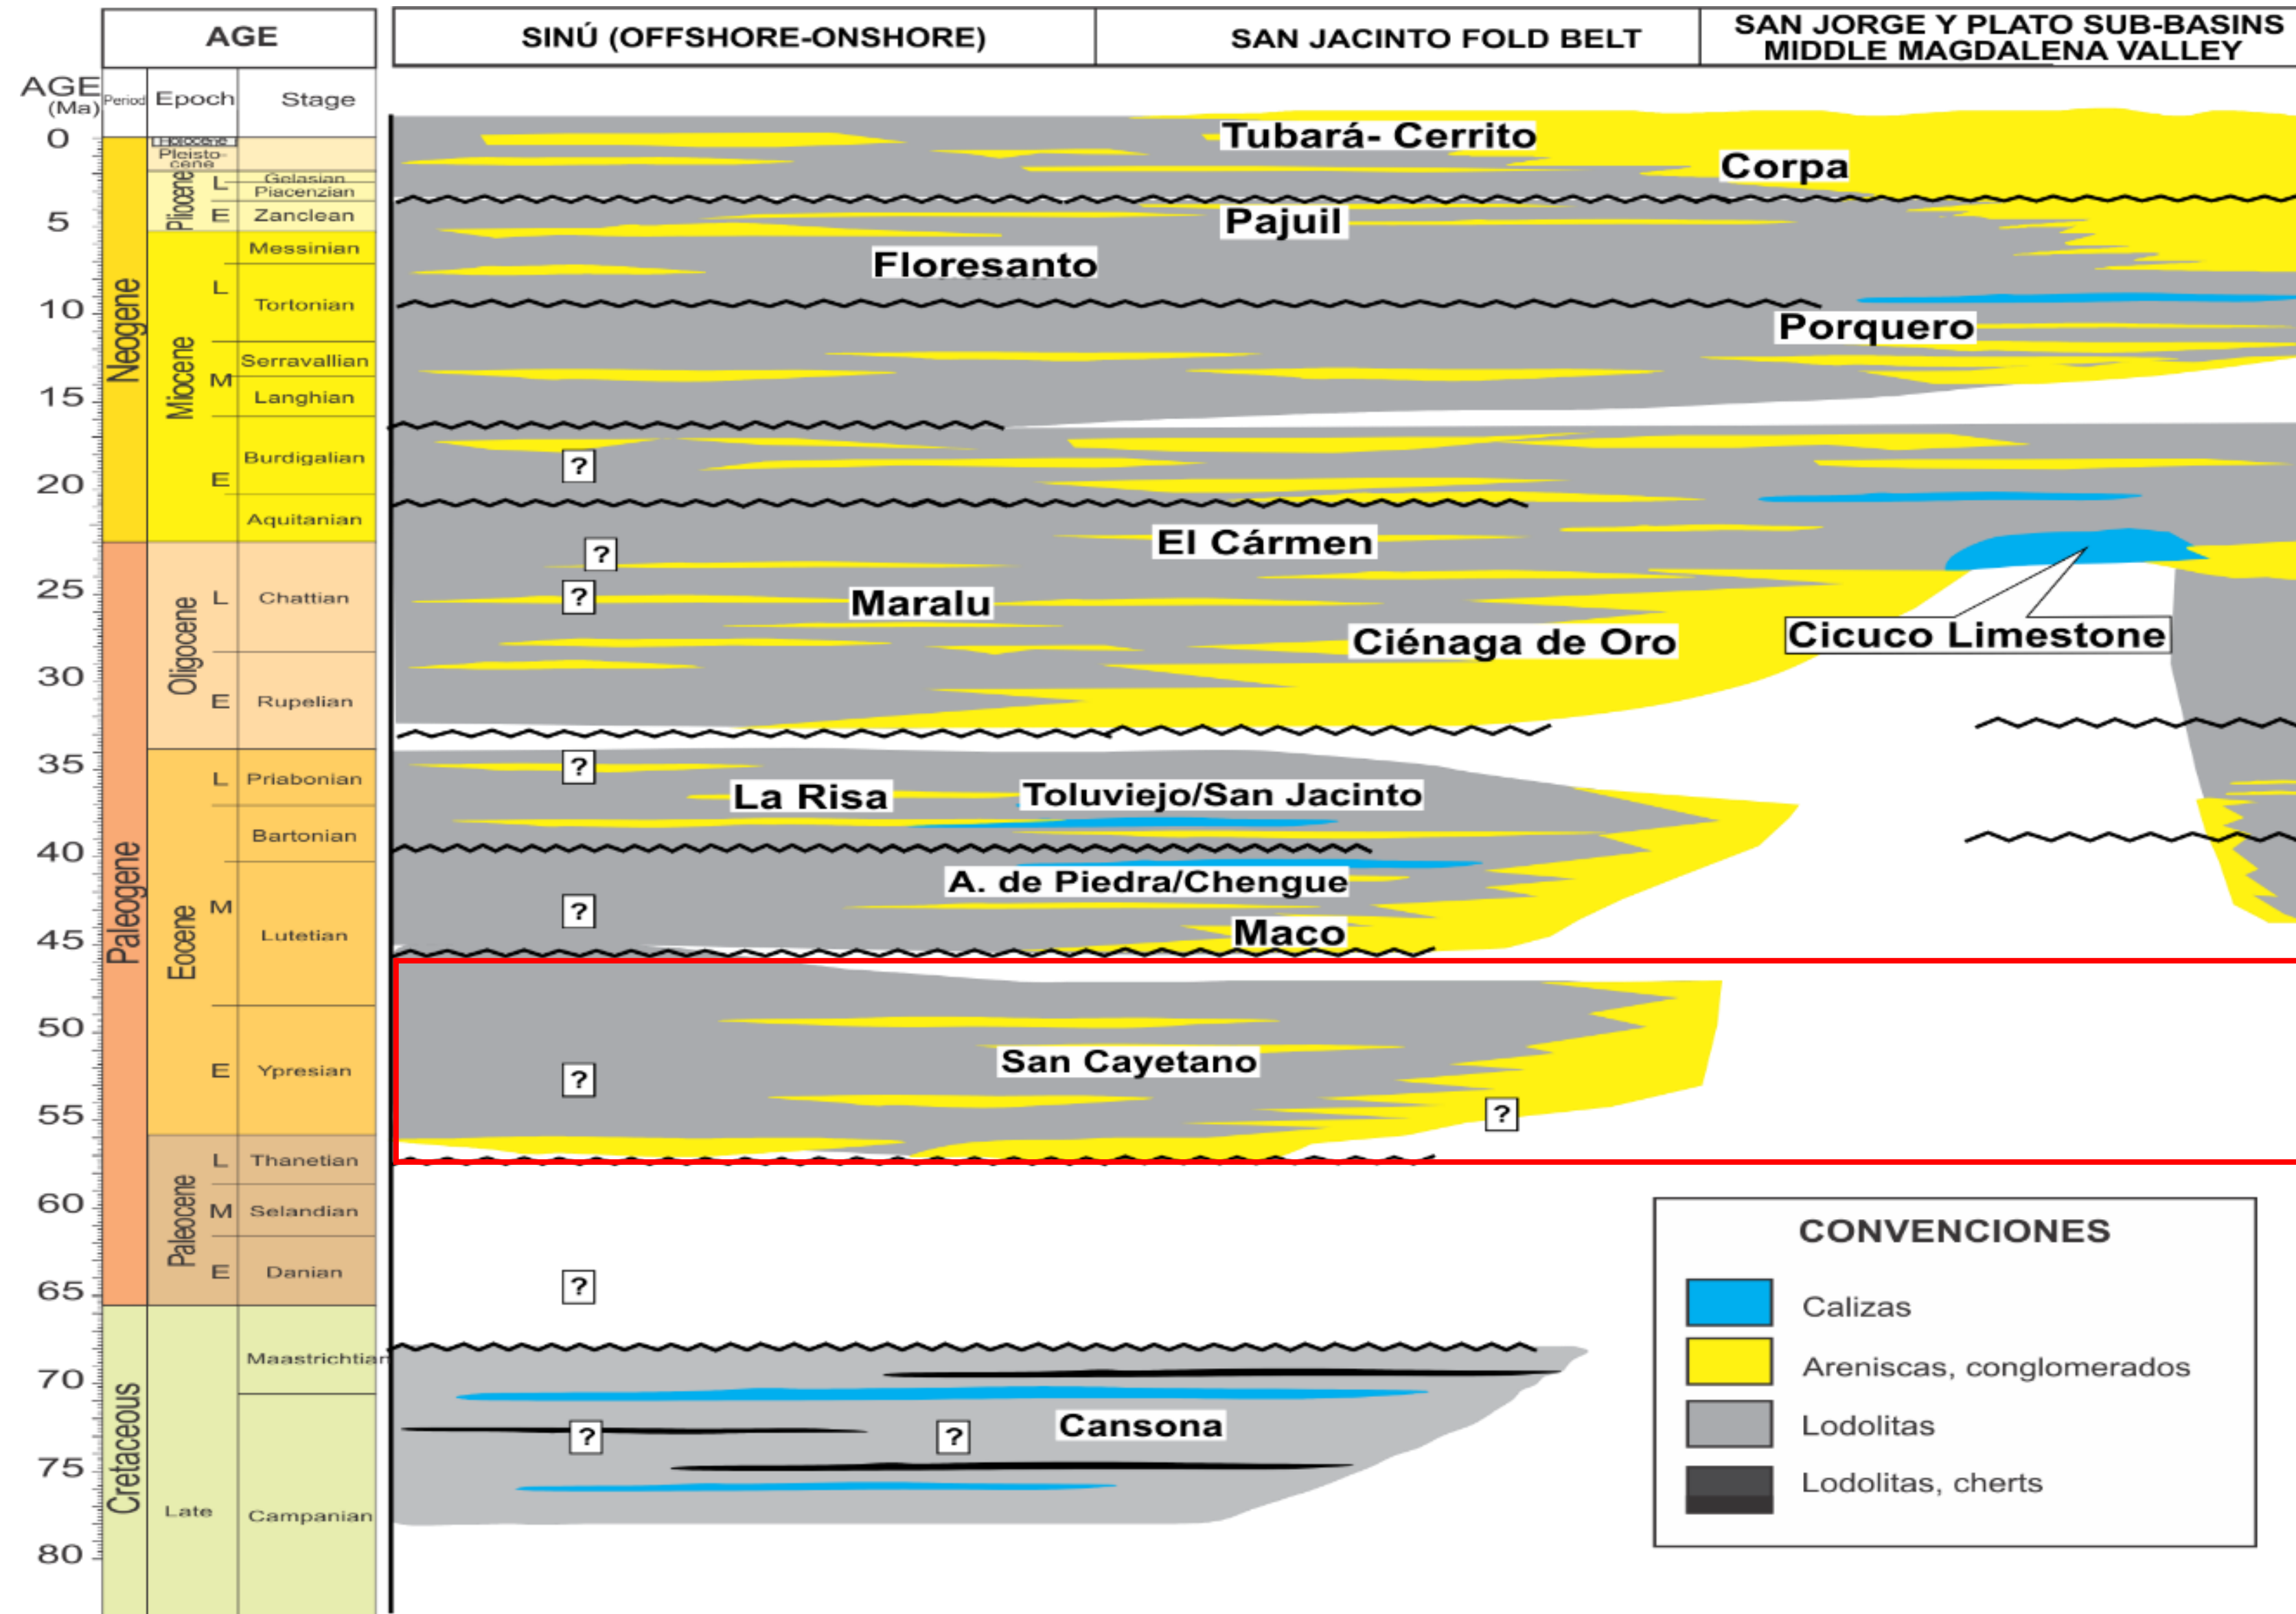 AGE
SINÚ (OFFSHORE-ONSHORE)
SAN JACINTO FOLD BELT
SAN JORGE Y PLATO SUB-BASINS
MIDDLE MAGDALENA VALLEY
AGE
(Ma)
Period
Epoch
Stage
0
5
10
15
20
25
30
35
40
45
50
55
60
65
70
75
80
Neogene
Paleogene
Cretaceous
Holocene
Pleisto-
cene
Pliocene
L
E
Miocene
L
M
E
Oligocene
L
E
Eocene
L
M
E
Paleocene
L
M
E
Late
Gelasian
Piacenzian
Zanclean
Messinian
Tortonian
Serravallian
Langhian
Burdigalian
Aquitanian
Chattian
Rupelian
Priabonian
Bartonian
Lutetian
Ypresian
Thanetian
Selandian
Danian
Maastrichtian
Campanian
Tubará- Cerrito
Corpa
Pajuil
Floresanto
Porquero
?
El Cármen
?
?
Maralu
Ciénaga de Oro
Cicuco Limestone
?
La Risa
Toluviejo/San Jacinto
A. de Piedra/Chengue
?
Maco
San Cayetano
?
?
?
Cansona
?
?
CONVENCIONES
Calizas
Areniscas, conglomerados
Lodolitas
Lodolitas, cherts